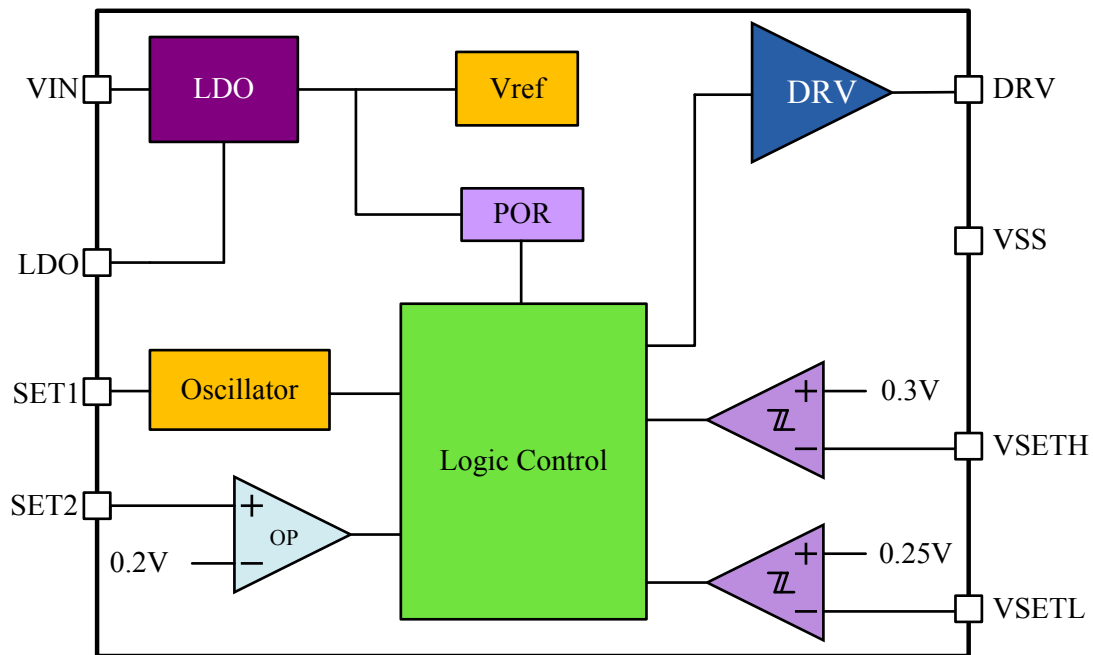 VIN
LDO
Vref
DRV
DRV
POR
VSS
LDO
SET1
Oscillator
Logic Control
+
0.3V
−
VSETH
SET2
+
OP
0.2V
−
+
0.25V
−
VSETL